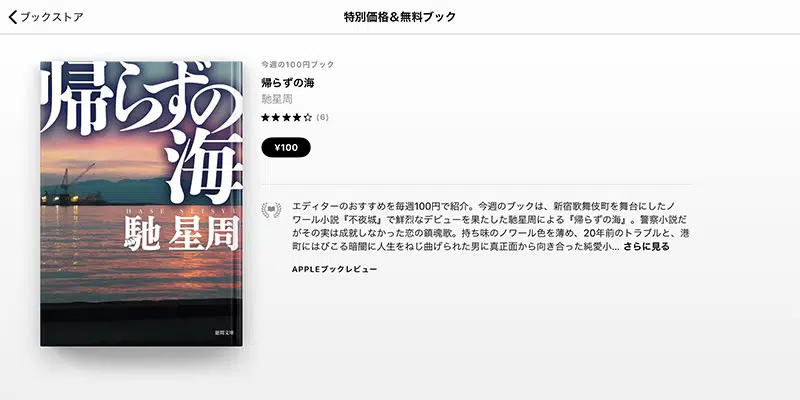 ブックストア
特別価格&無料ブック
帰らずの
海
HASE SEISYU
馳星周
徳間文庫
今週の100円ブック
帰らずの海
馳星周
(6)
¥100
エディターのおすすめを毎週100円で紹介。今週のブックは、新宿歌舞伎町を舞台にしたノ
ワール小説『不夜城』で鮮烈なデビューを果たした馳星周による『帰らずの海』。警察小説だ
がその実は成就しなかった恋の鎮魂歌。持ち味のノワール色を薄め、20年前のトラブルと、港
町にはびこる暗闇に人生をねじ曲げられた男に真正面から向き合った純愛小... さらに見る
APPLEブックレビュー